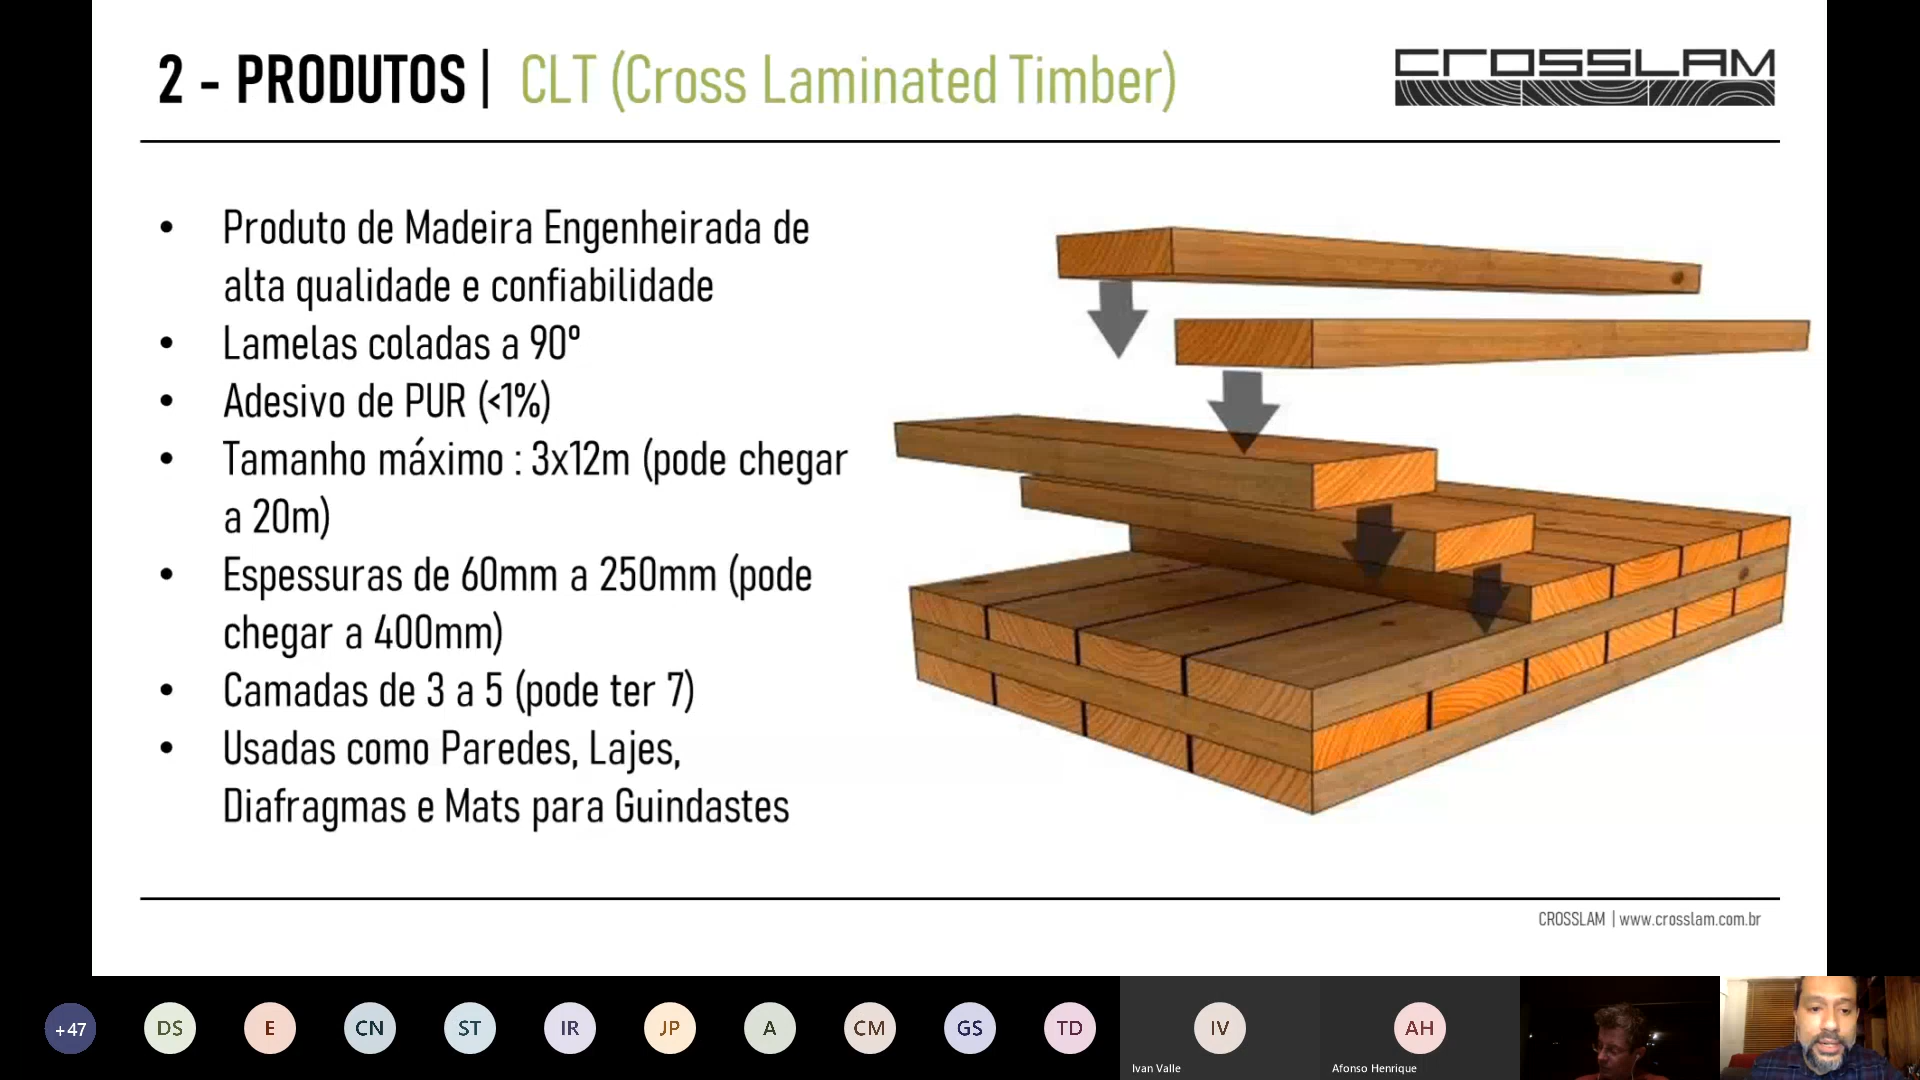 2 - PRODUTOS | CLT (Cross Laminated Timber)
CROSSLAM
• Produto de Madeira Engenheirada de
alta qualidade e confiabilidade
• Lamelas coladas a 90º
• Adesivo de PUR (<1%)
• Tamanho máximo : 3x12m (pode chegar
a 20m)
• Espessuras de 60mm a 250mm (pode
chegar a 400mm)
• Camadas de 3 a 5 (pode ter 7)
• Usadas como Paredes, Lajes,
Diafragmas e Mats para Guindastes
CROSSLAM | www.crosslam.com.br
+47 DS E CN ST IR JP A CM GS TD IV AH
Ivan Valle Afonso Henrique